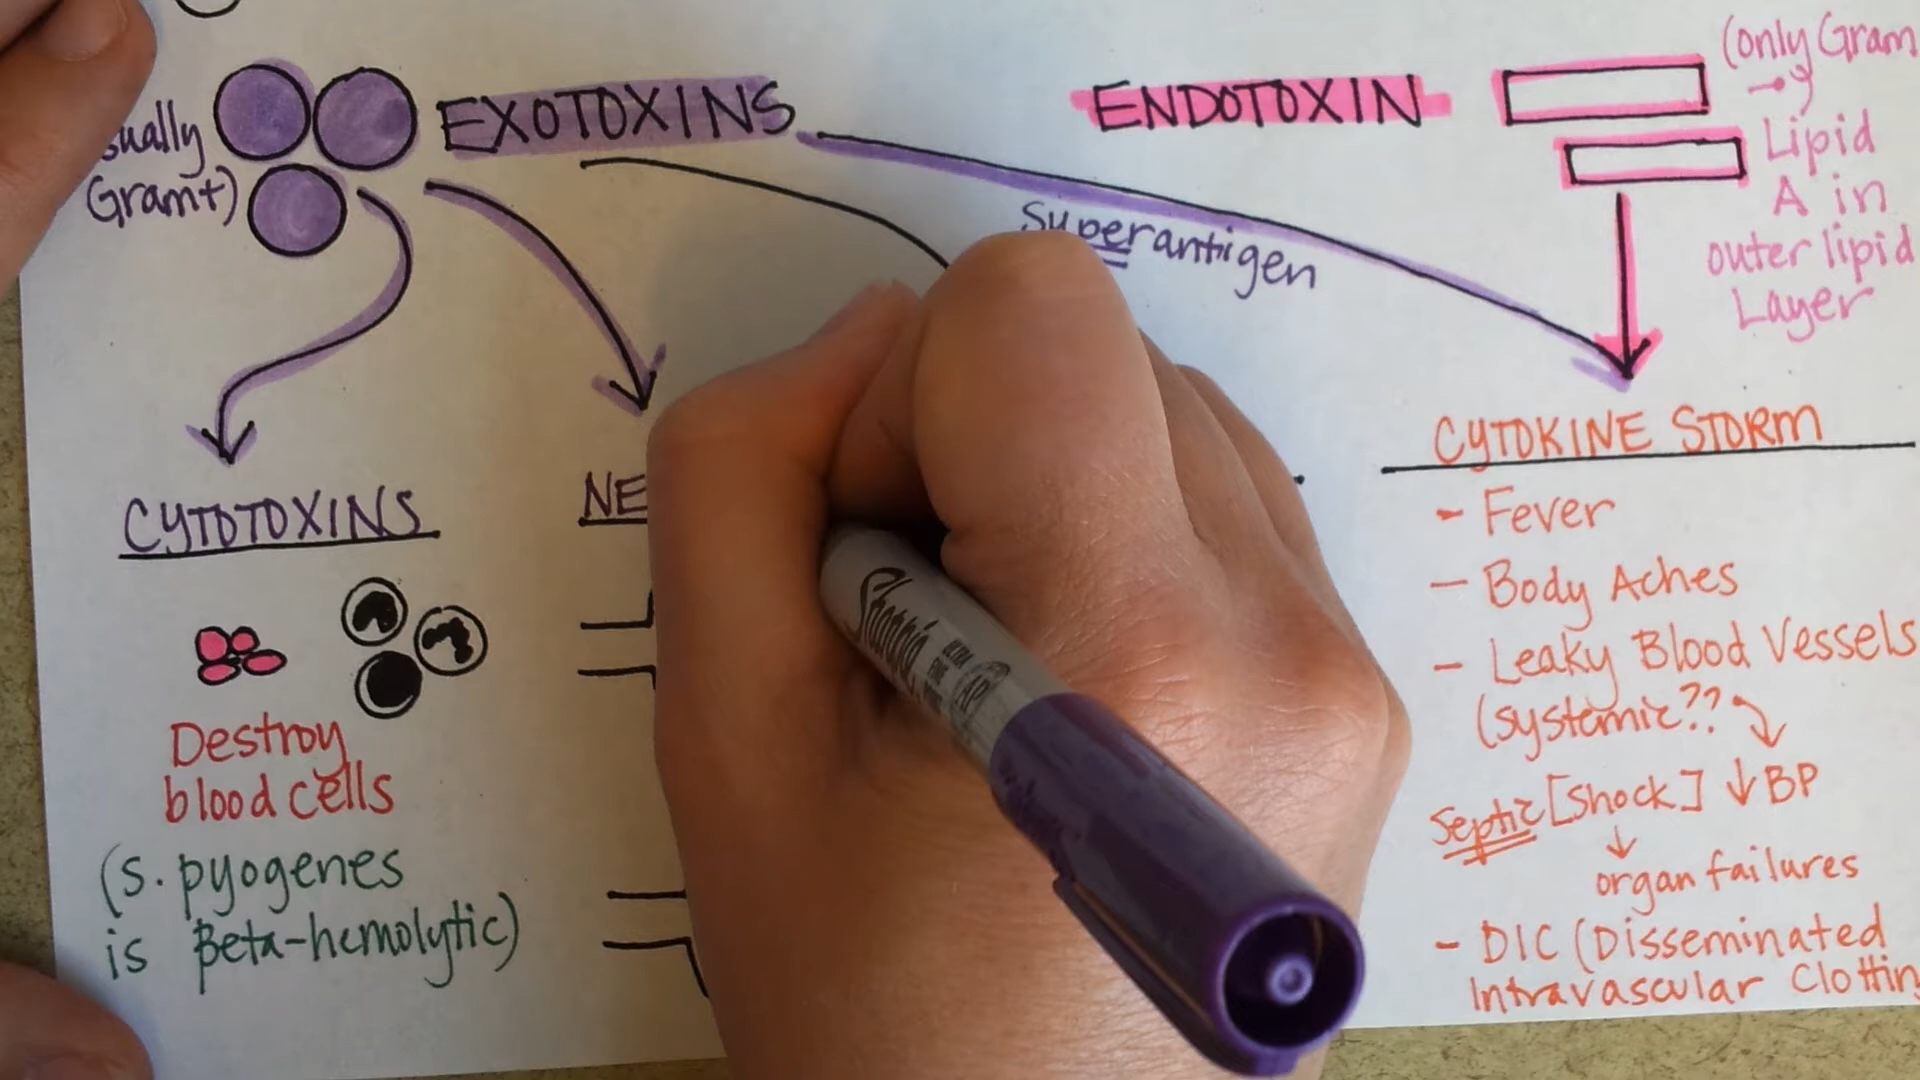 EXOTOXINS
Gram+)
ENDOTOXIN
(only Gram
Lipid
A in
outer lipid
Layer
Superantigen
CYTOTOXINS
Destroy
blood cells
(s. pyogenes
is Beta-hemolytic)
NE
CYTOKINE STORM
- Fever
- Body Aches
- Leaky Blood Vessels
(systemic??
Septic [Shock] ↓ BP
organ failures
- DIC (Disseminated
Intravascular Clottin
Sharpie